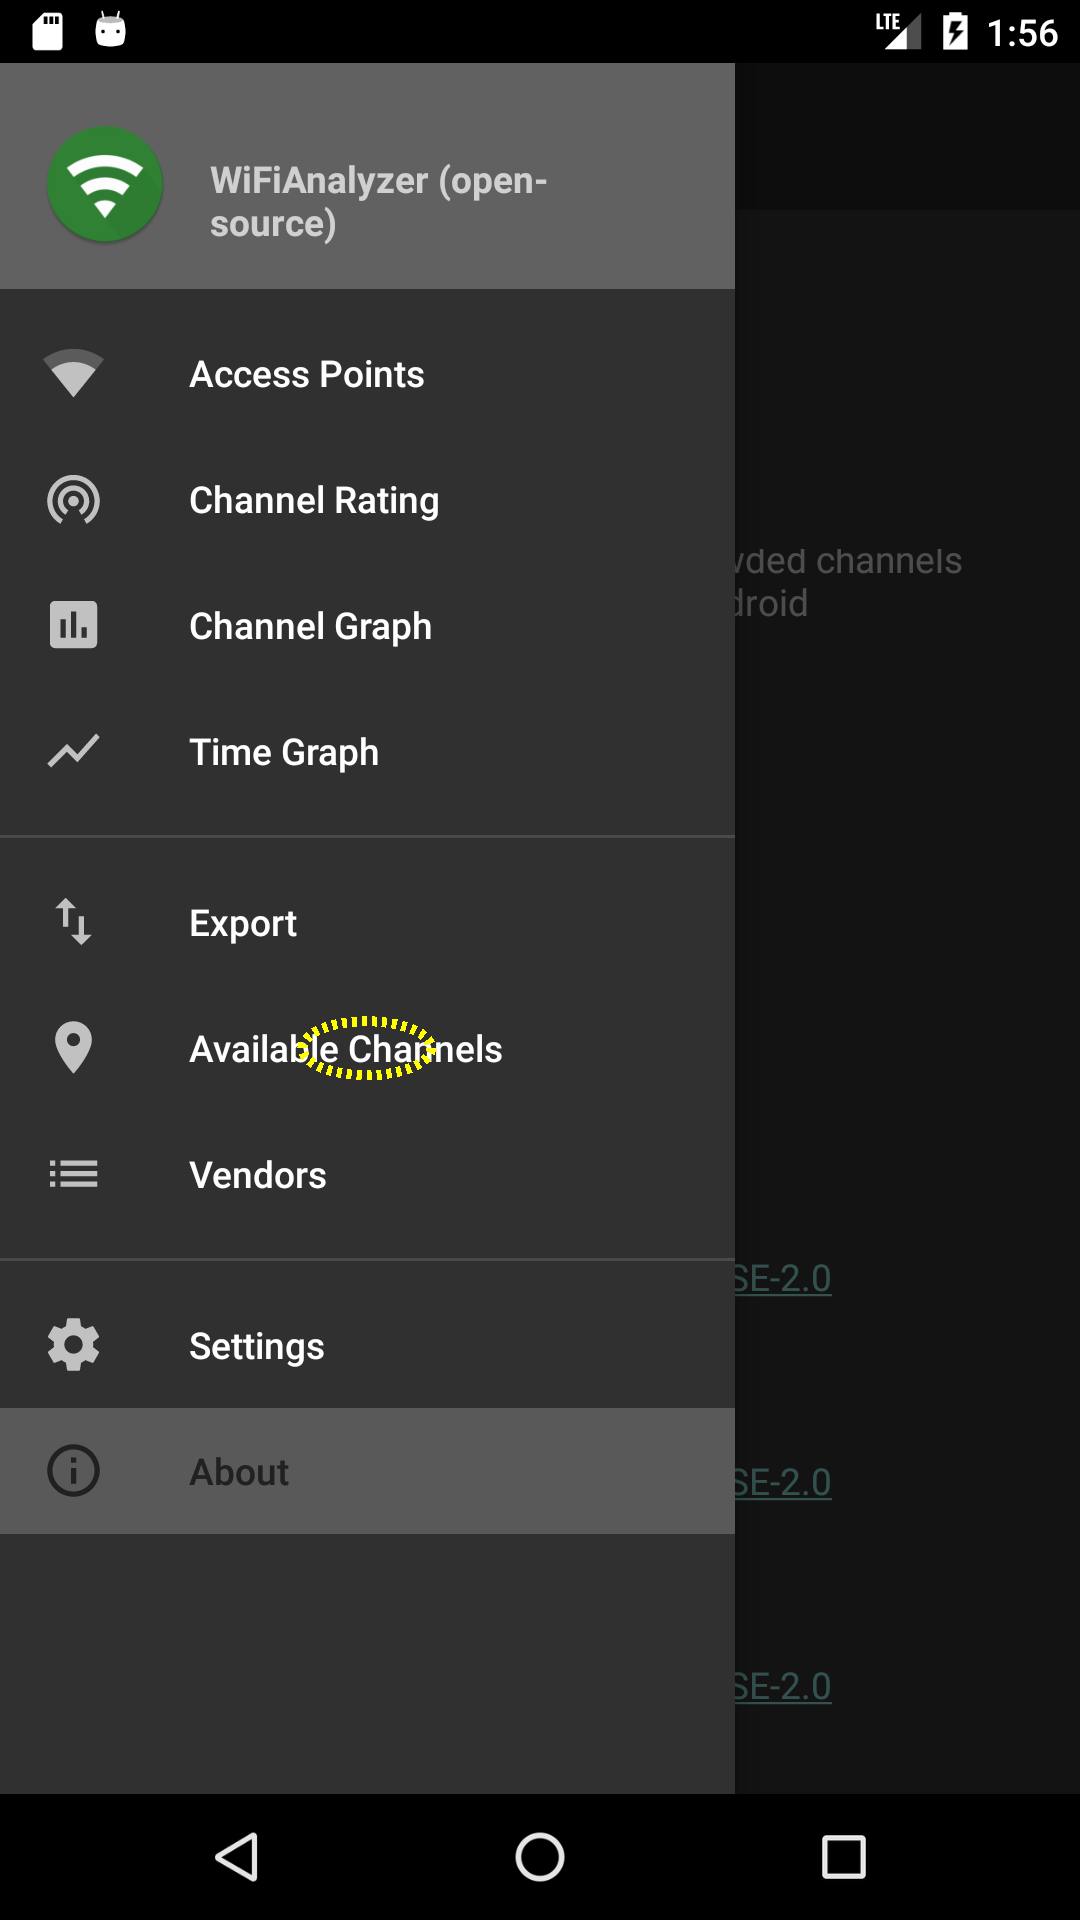 LTE 1:56
WiFiAnalyzer (open-
source)
Access Points
Channel Rating
Channel Graph
wded channels
droid
Time Graph
Export
Available Channels
Vendors
SE-2.0
Settings
About
SE-2.0
SE-2.0